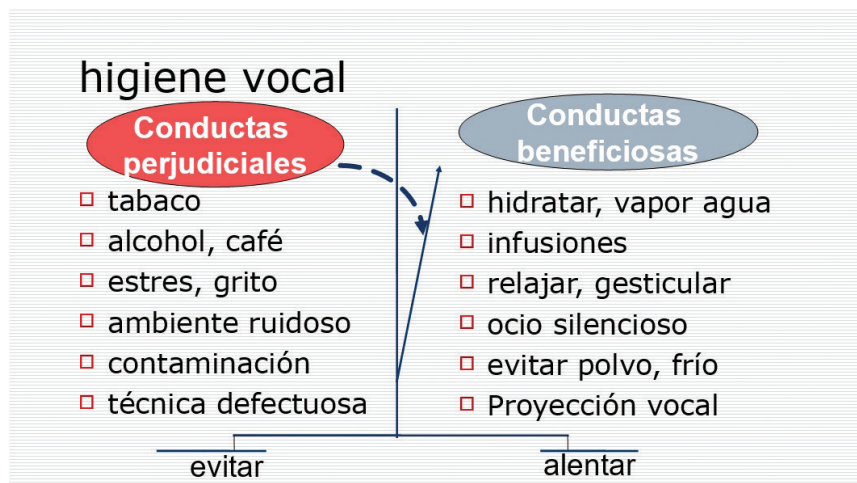 higiene vocal
Conductas
perjudiciales
tabaco
alcohol, café
estres, grito
ambiente ruidoso
contaminación
técnica defectuosa
evitar
Conductas
beneficiosas
hidratar, vapor agua
infusiones
relajar, gesticular
ocio silencioso
evitar polvo, frío
Proyección vocal
alentar